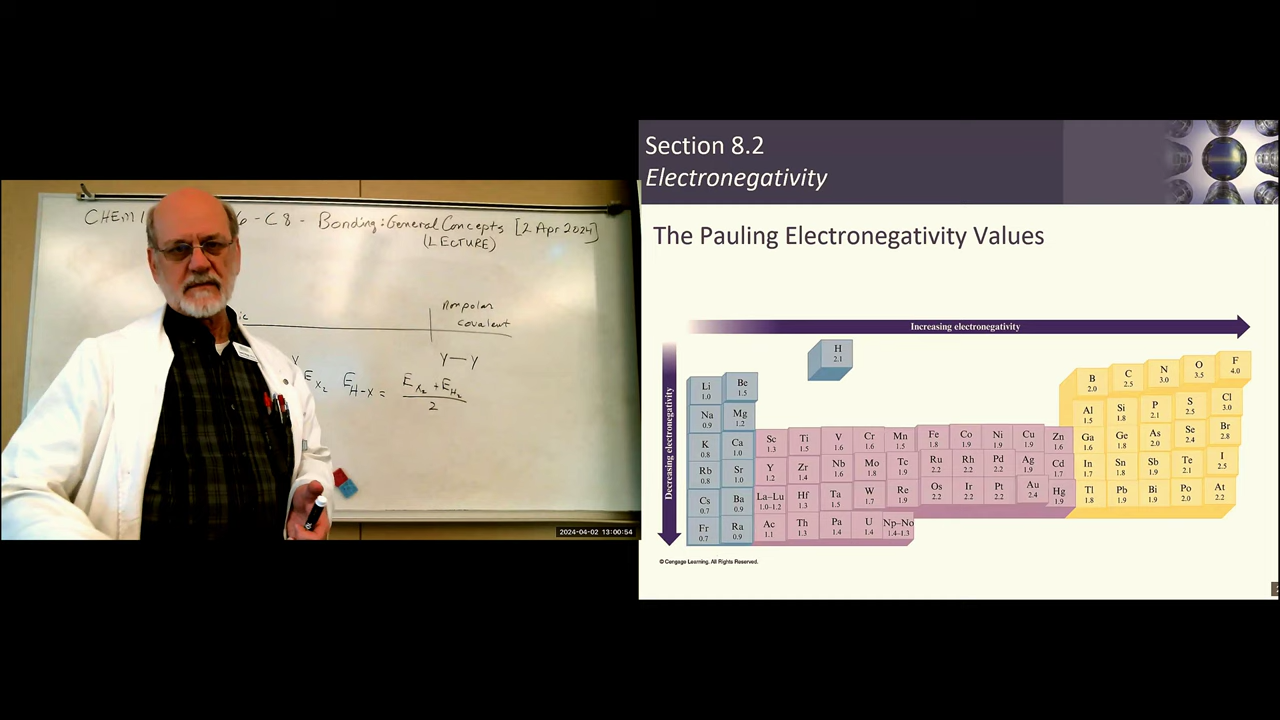 CHEM 1
6 - C8 - Bonding: General Concepts [2 Apr 2024]
(LECTURE)
ic
Nonpolar
covalent
Y—Y
E X2 E H-X = E X2 + E H2
2
2024-04-02 13:00:54
Section 8.2
Electronegativity
The Pauling Electronegativity Values
Increasing electronegativity
Decreasing electronegativity
H
2.1
Li Be
1.0 1.5
B C N O F
2.0 2.5 3.0 3.5 4.0
Na Mg
0.9 1.2
Al Si P S Cl
1.5 1.8 2.1 2.5 3.0
K Ca Sc Ti V Cr Mn Fe Co Ni Cu Zn Ga Ge As Se Br
0.8 1.0 1.3 1.5 1.6 1.6 1.5 1.8 1.9 1.9 1.9 1.6 1.6 1.8 2.0 2.4 2.8
Rb Sr Y Zr Nb Mo Tc Ru Rh Pd Ag Cd In Sn Sb Te I
0.8 1.0 1.2 1.4 1.6 1.8 1.9 2.2 2.2 2.2 1.9 1.7 1.7 1.8 1.9 2.1 2.5
Cs Ba La–Lu Hf Ta W Re Os Ir Pt Au Hg Tl Pb Bi Po At
0.7 0.9 1.0–1.2 1.3 1.5 1.7 1.9 2.2 2.2 2.2 2.4 1.9 1.8 1.9 1.9 2.0 2.2
Fr Ra Ac Th Pa U Np–No
0.7 0.9 1.1 1.3 1.4 1.4 1.4–1.3
© Cengage Learning. All Rights Reserved.